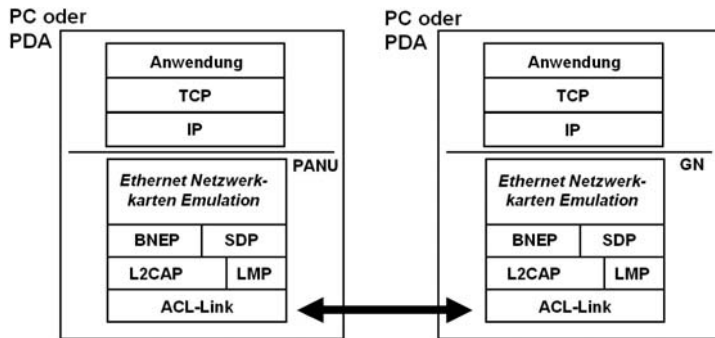 PC oder
PDA
Anwendung
TCP
IP
PANU
Ethernet Netzwerk-
karten Emulation
BNEP SDP
L2CAP LMP
ACL-Link
PC oder
PDA
Anwendung
TCP
IP
GN
Ethernet Netzwerk-
karten Emulation
BNEP SDP
L2CAP LMP
ACL-Link